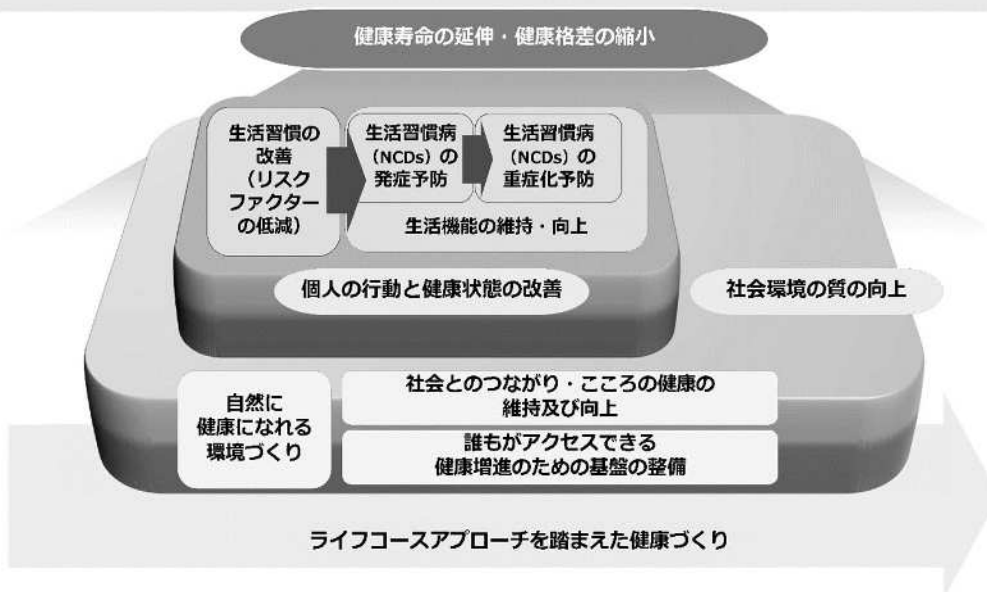 健康寿命の延伸・健康格差の縮小
生活習慣の
改善
（リスク
ファクター
の低減）
生活習慣病
（NCDs）の
発症予防
生活習慣病
（NCDs）の
重症化予防
生活機能の維持・向上
個人の行動と健康状態の改善
社会環境の質の向上
自然に
健康になれる
環境づくり
社会とのつながり・こころの健康の
維持及び向上
誰もがアクセスできる
健康増進のための基盤の整備
ライフコースアプローチを踏まえた健康づくり